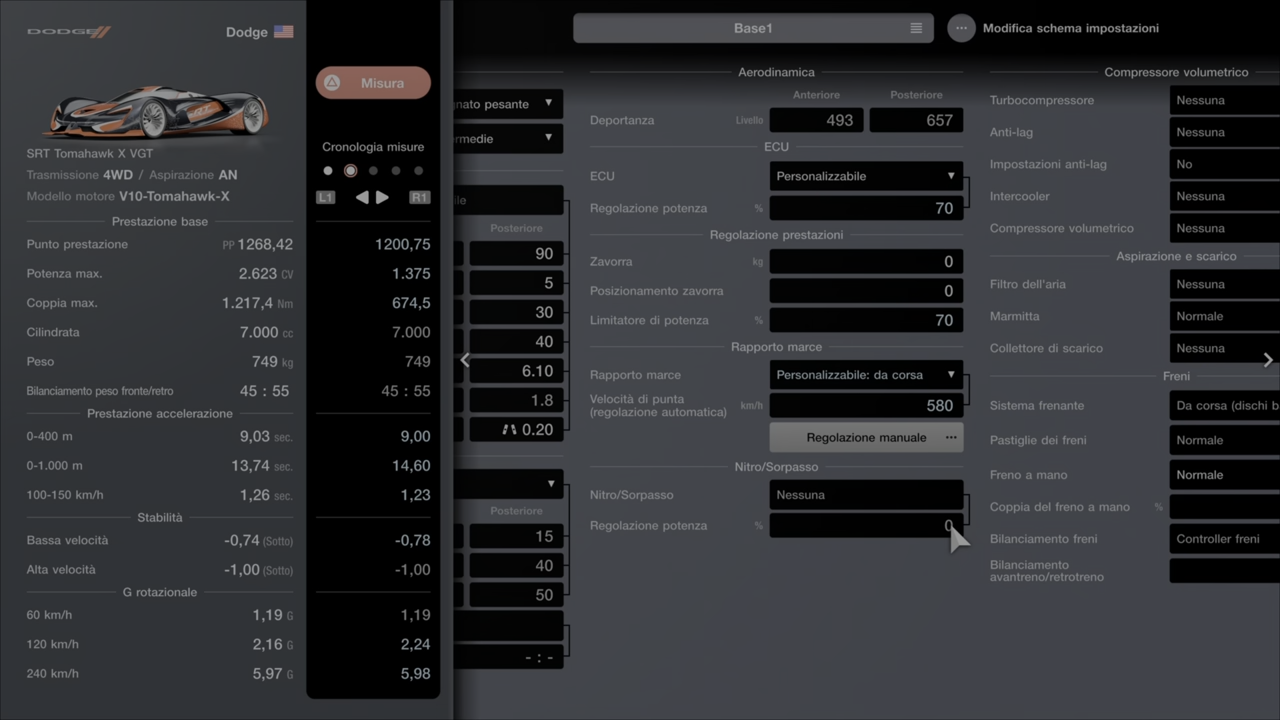 DODGE
Dodge
SRT Tomahawk X VGT
Trasmissione 4WD / Aspirazione AN
Modello motore V10-Tomahawk-X
Prestazione base
Punto prestazione PP 1268,42 1200,75
Potenza max. 2.623 CV 1.375
Coppia max. 1.217,4 Nm 674,5
Cilindrata 7.000 cc 7.000
Peso 749 kg 749
Bilanciamento peso fronte/retro 45 : 55 45 : 55
Prestazione accelerazione
0-400 m 9,03 sec. 9,00
0-1.000 m 13,74 sec. 14,60
100-150 km/h 1,26 sec. 1,23
Stabilità
Bassa velocità -0,74 (Sotto) -0,78
Alta velocità -1,00 (Sotto) -1,00
G rotazionale
60 km/h 1,19 G 1,19
120 km/h 2,16 G 2,24
240 km/h 5,97 G 5,98
Misura
Cronologia misure
L1 R1
Base1
Modifica schema impostazioni
gnato pesante
rmedie
ile
Posteriore
90
5
30
40
6.10
1.8
0.20
Posteriore
15
40
50
- : -
Aerodinamica
Anteriore Posteriore
Deportanza Livello 493 657
ECU
ECU Personalizzabile
Regolazione potenza % 70
Regolazione prestazioni
Zavorra kg 0
Posizionamento zavorra 0
Limitatore di potenza % 70
Rapporto marce
Rapporto marce Personalizzabile: da corsa
Velocità di punta
(regolazione automatica) km/h 580
Regolazione manuale ...
Nitro/Sorpasso
Nitro/Sorpasso Nessuna
Regolazione potenza % 0
Compressore volumetrico
Turbocompressore Nessuna
Anti-lag Nessuna
Impostazioni anti-lag No
Intercooler Nessuna
Compressore volumetrico Nessuna
Aspirazione e scarico
Filtro dell'aria Nessuna
Marmitta Normale
Collettore di scarico Nessuna
Freni
Sistema frenante Da corsa (dischi b
Pastiglie dei freni Normale
Freno a mano Normale
Coppia del freno a mano %
Bilanciamento freni Controller freni
Bilanciamento
avantreno/retrotreno